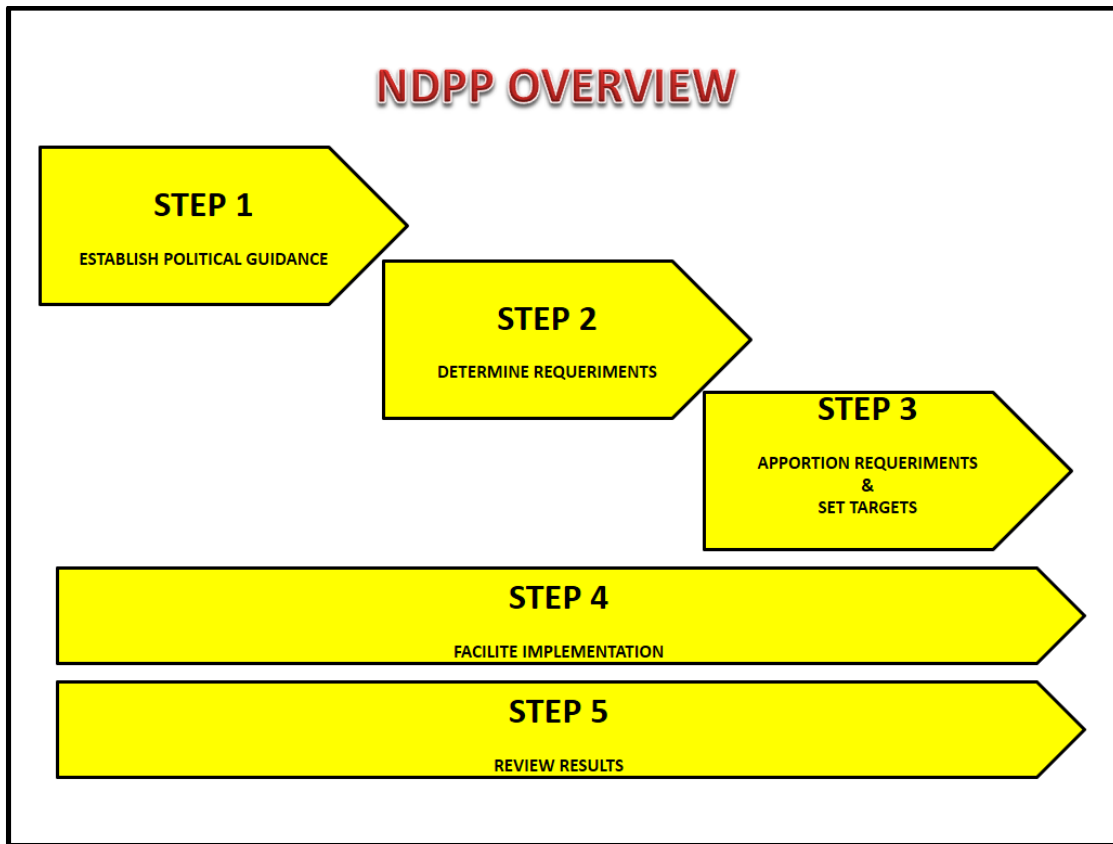 NDPP OVERVIEW
STEP 1
ESTABLISH POLITICAL GUIDANCE
STEP 2
DETERMINE REQUERIMENTS
STEP 3
APPORTION REQUERIMENTS
&
SET TARGETS
STEP 4
FACILITE IMPLEMENTATION
STEP 5
REVIEW RESULTS